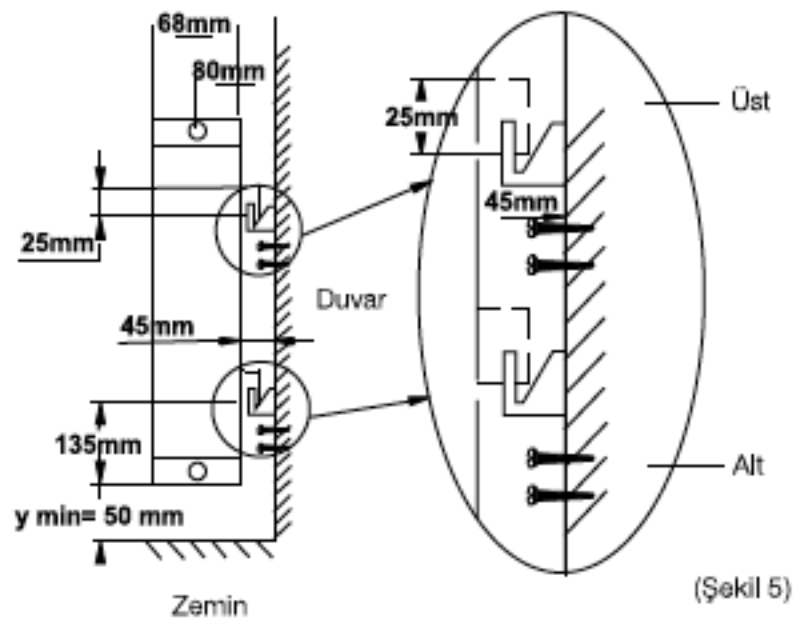 68mm
80mm
25mm
Üst
25mm
45mm
Duvar
45mm
135mm
Alt
y min= 50 mm
(Şekil 5)
Zemin